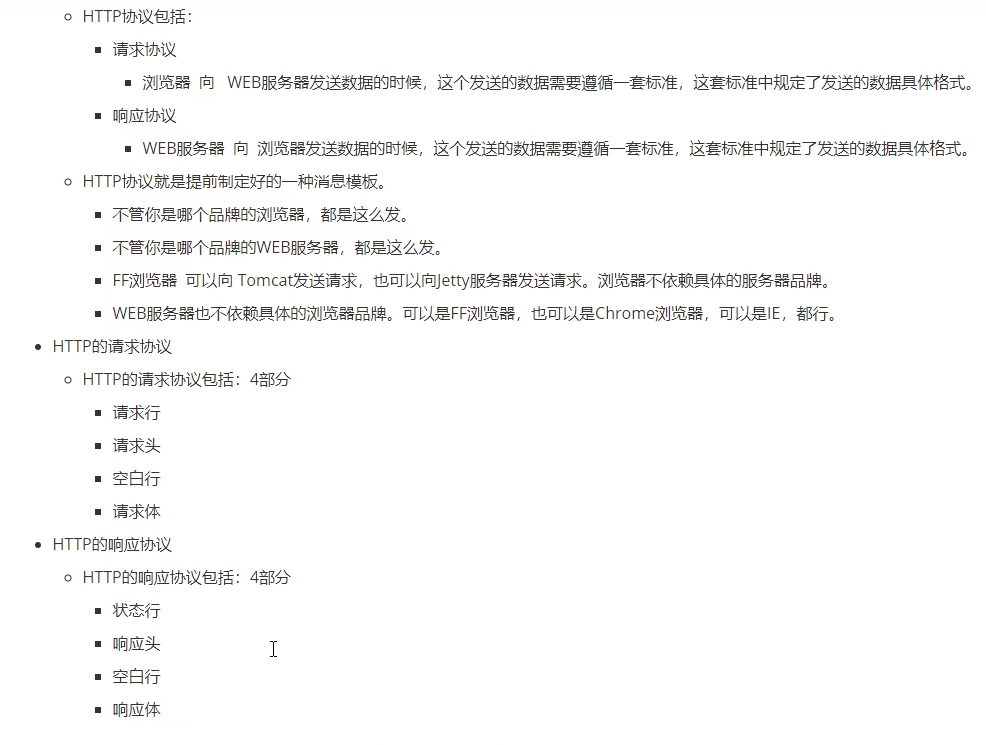 HTTP协议包括：
请求协议
浏览器 向 WEB服务器发送数据的时候，这个发送的数据需要遵循一套标准，这套标准中规定了发送的数据具体格式。
响应协议
WEB服务器 向 浏览器发送数据的时候，这个发送的数据需要遵循一套标准，这套标准中规定了发送的数据具体格式。
HTTP协议就是提前制定好的一种消息模板。
不管你是哪个品牌的浏览器，都是这么发。
不管你是哪个品牌的WEB服务器，都是这么发。
FF浏览器 可以向 Tomcat发送请求，也可以向Jetty服务器发送请求。浏览器不依赖具体的服务器品牌。
WEB服务器也不依赖具体的浏览器品牌。可以是FF浏览器，也可以是Chrome浏览器，可以是IE，都行。
HTTP的请求协议
HTTP的请求协议包括：4部分
请求行
请求头
空白行
请求体
HTTP的响应协议
HTTP的响应协议包括：4部分
状态行
响应头
空白行
响应体